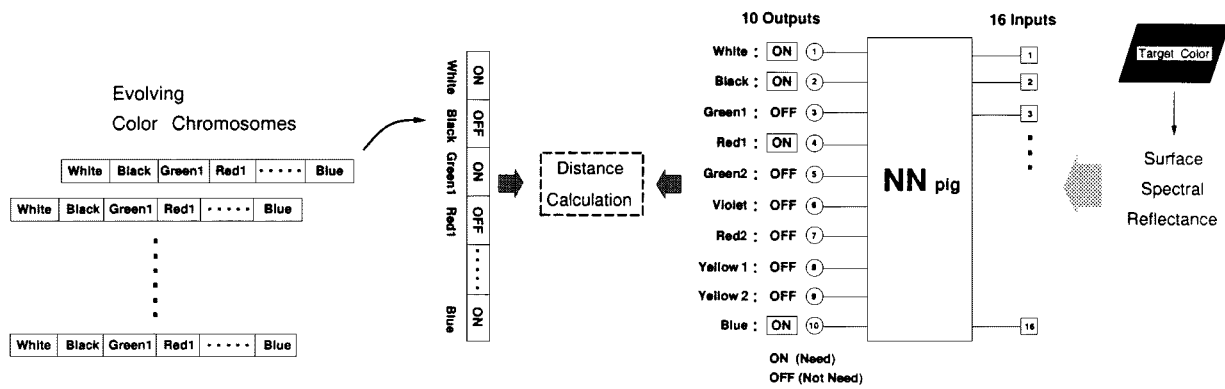 Evolving
Color Chromosomes
White Black Green1 Red1 ····· Blue
White Black Green1 Red1 ····· Blue
White Black Green1 Red1 ····· Blue
White ON
Black OFF
Green1 ON
Red1 OFF
····
Blue ON
Distance
Calculation
10 Outputs
16 Inputs
White : ON 1
Black : ON 2
Green1 : OFF 3
Red1 : ON 4
Green2 : OFF 5
Violet : OFF 6
Red2 : OFF 7
Yellow 1 : OFF 8
Yellow 2 : OFF 9
Blue : ON 10
ON (Need)
OFF (Not Need)
NN pig
1
2
3
16
Target Color
Surface
Spectral
Reflectance